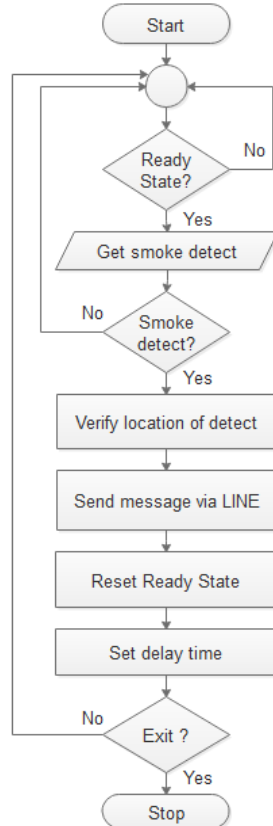 Start
No
Ready
State?
Yes
Get smoke detect
No
Smoke
detect?
Yes
Verify location of detect
Send message via LINE
Reset Ready State
Set delay time
No
Exit ?
Yes
Stop